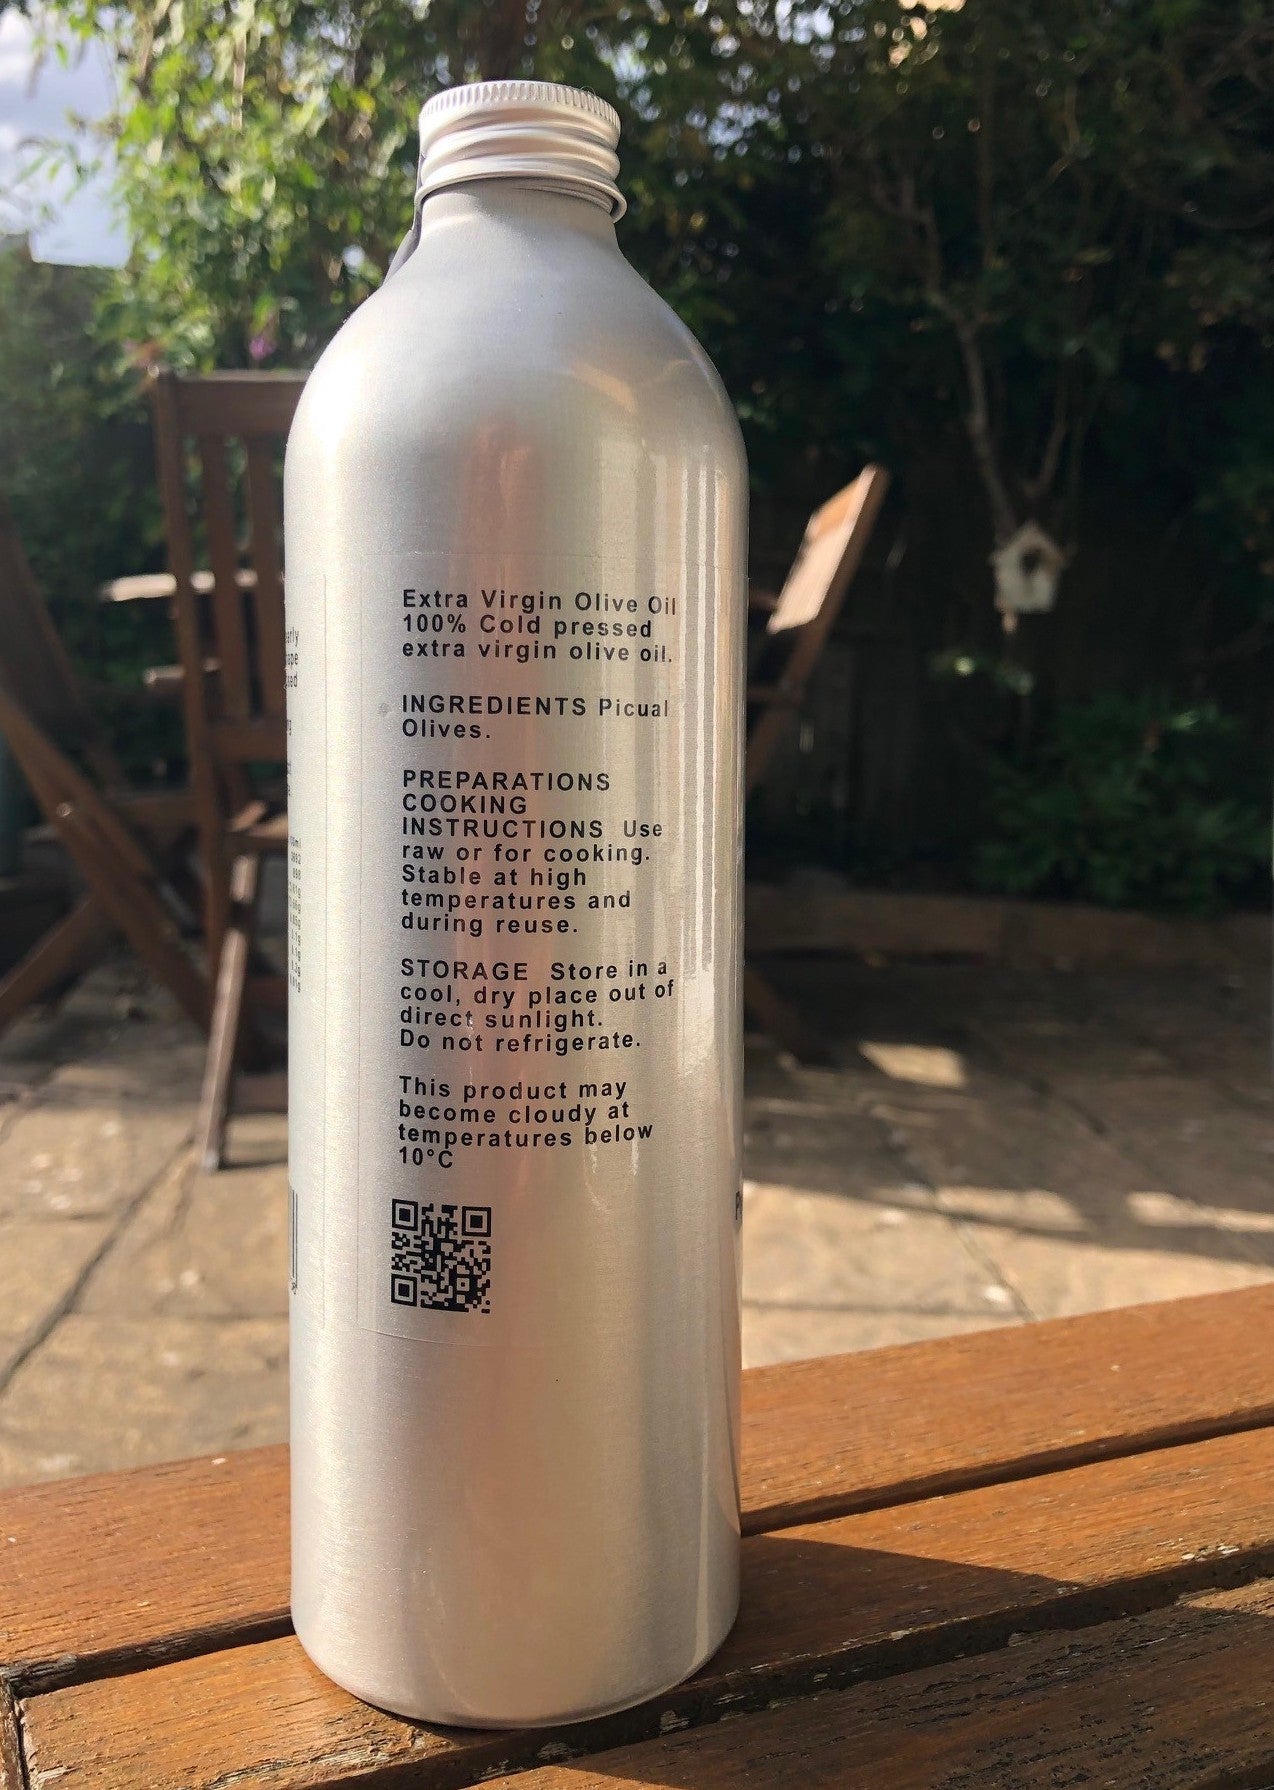 Extra Virgin Olive Oil
100% Cold pressed
extra virgin olive oil.
INGREDIENTS Picual
Olives.
PREPARATIONS
COOKING
INSTRUCTIONS Use
raw or for cooking.
Stable at high
temperatures and
during reuse.
STORAGE Store in a
cool, dry place out of
direct sunlight.
Do not refrigerate.
This product may
become cloudy at
temperatures below
10°C